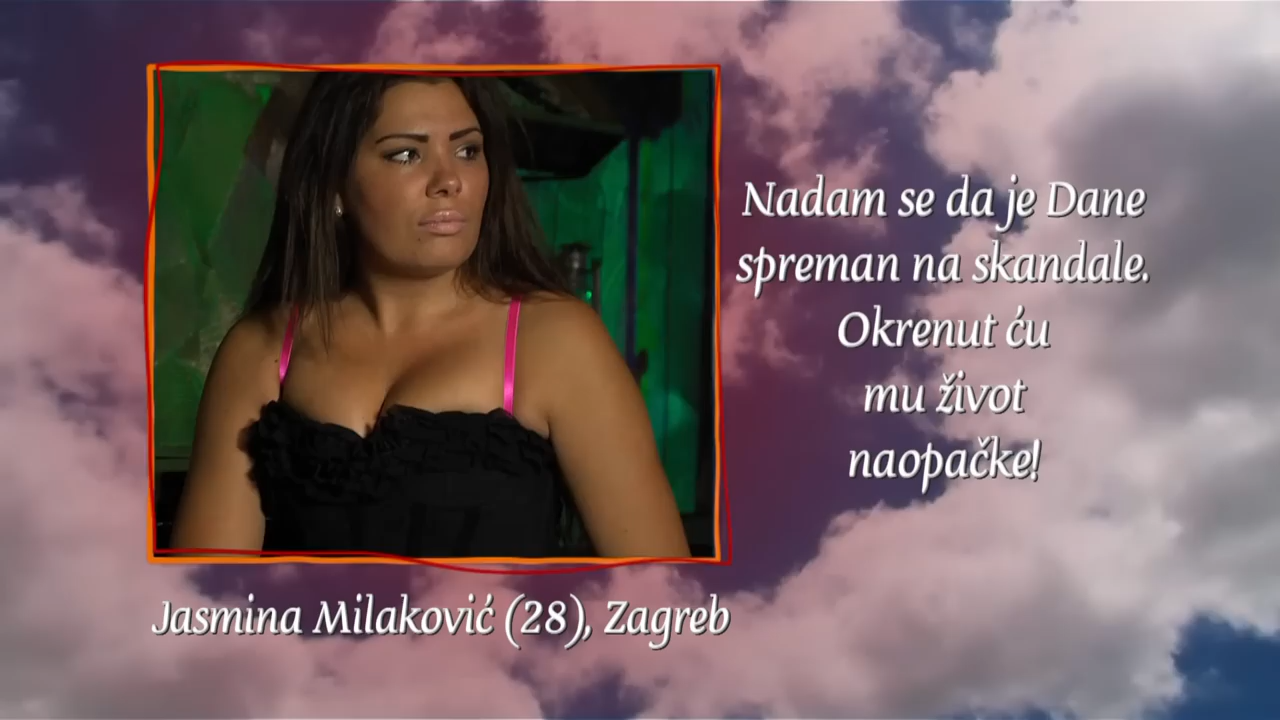 Nadam se da je Dane
spreman na skandale.
Okrenut ću
mu život
naopačke!
Jasmina Milaković (28), Zagreb